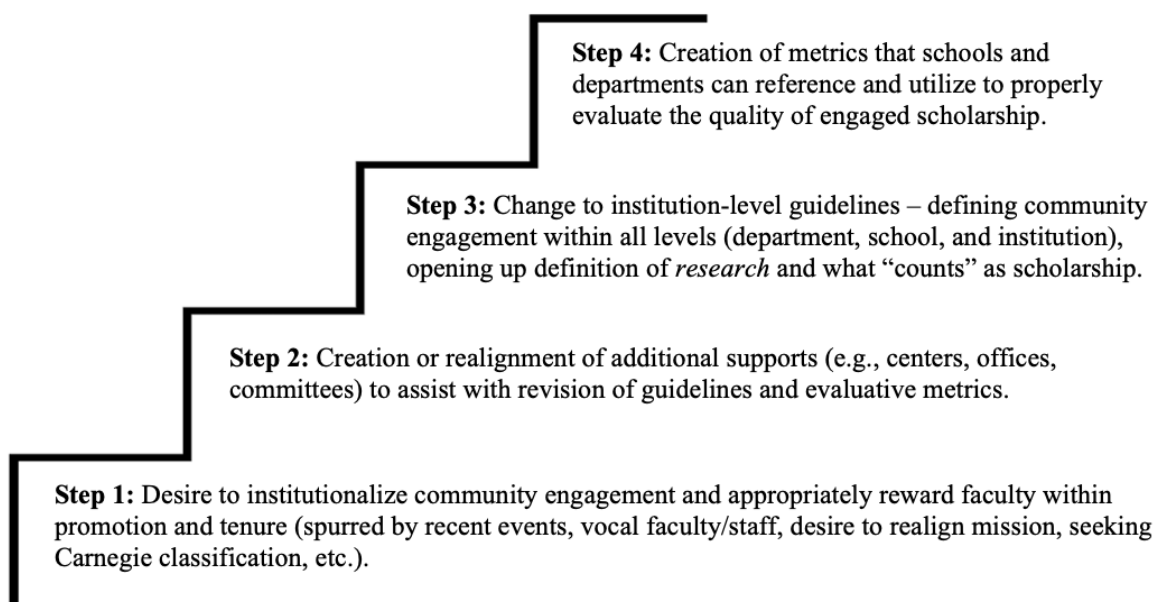 Step 4: Creation of metrics that schools and
departments can reference and utilize to properly
evaluate the quality of engaged scholarship.
Step 3: Change to institution-level guidelines – defining community
engagement within all levels (department, school, and institution),
opening up definition of research and what “counts” as scholarship.
Step 2: Creation or realignment of additional supports (e.g., centers, offices,
committees) to assist with revision of guidelines and evaluative metrics.
Step 1: Desire to institutionalize community engagement and appropriately reward faculty within
promotion and tenure (spurred by recent events, vocal faculty/staff, desire to realign mission, seeking
Carnegie classification, etc.).